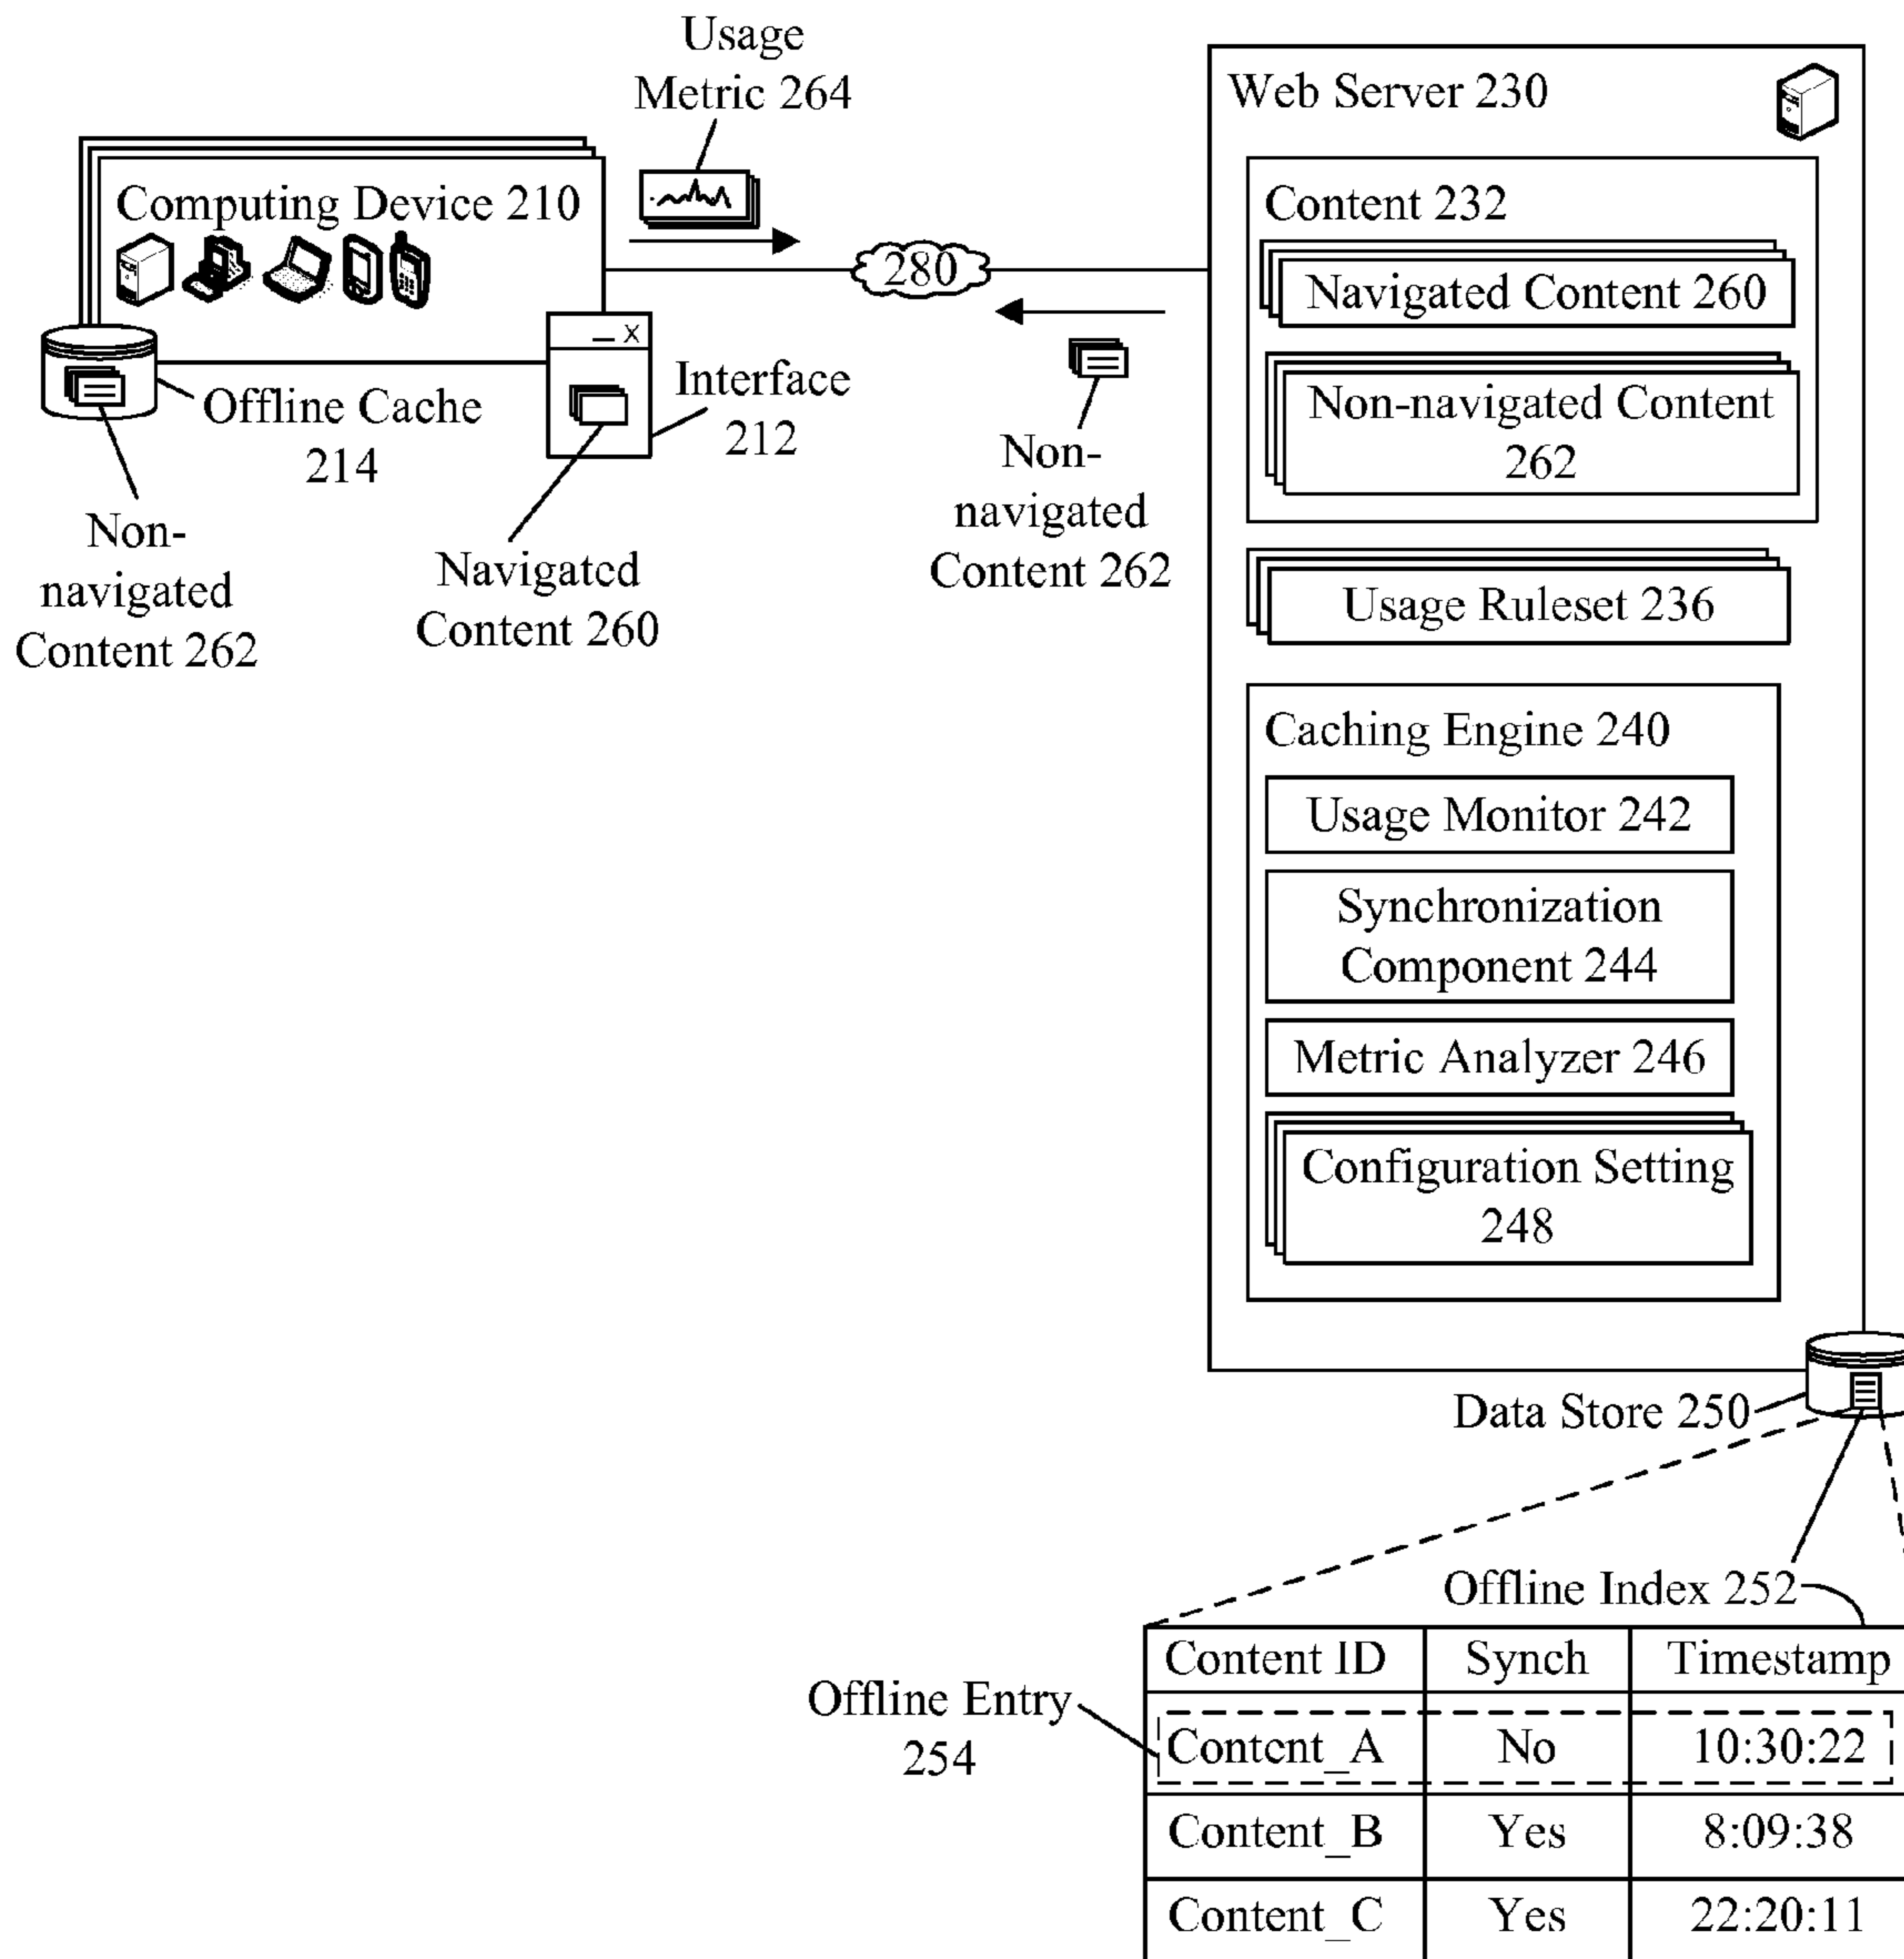 Usage
Metric 264
Web Server 230
Computing Device 210
Content 232
280
Navigated Content 260
_ X
Offline Cache
214
Interface
212
Non-navigated Content
262
Non-
navigated
Content 262
Non-
navigated
Content 262
Navigated
Content 260
Usage Ruleset 236
Caching Engine 240
Usage Monitor 242
Synchronization
Component 244
Metric Analyzer 246
Configuration Setting
248
Data Store 250
Offline Index 252
Content ID Synch Timestamp
Offline Entry
254
Content_A No 10:30:22
Content_B Yes 8:09:38
Content_C Yes 22:20:11